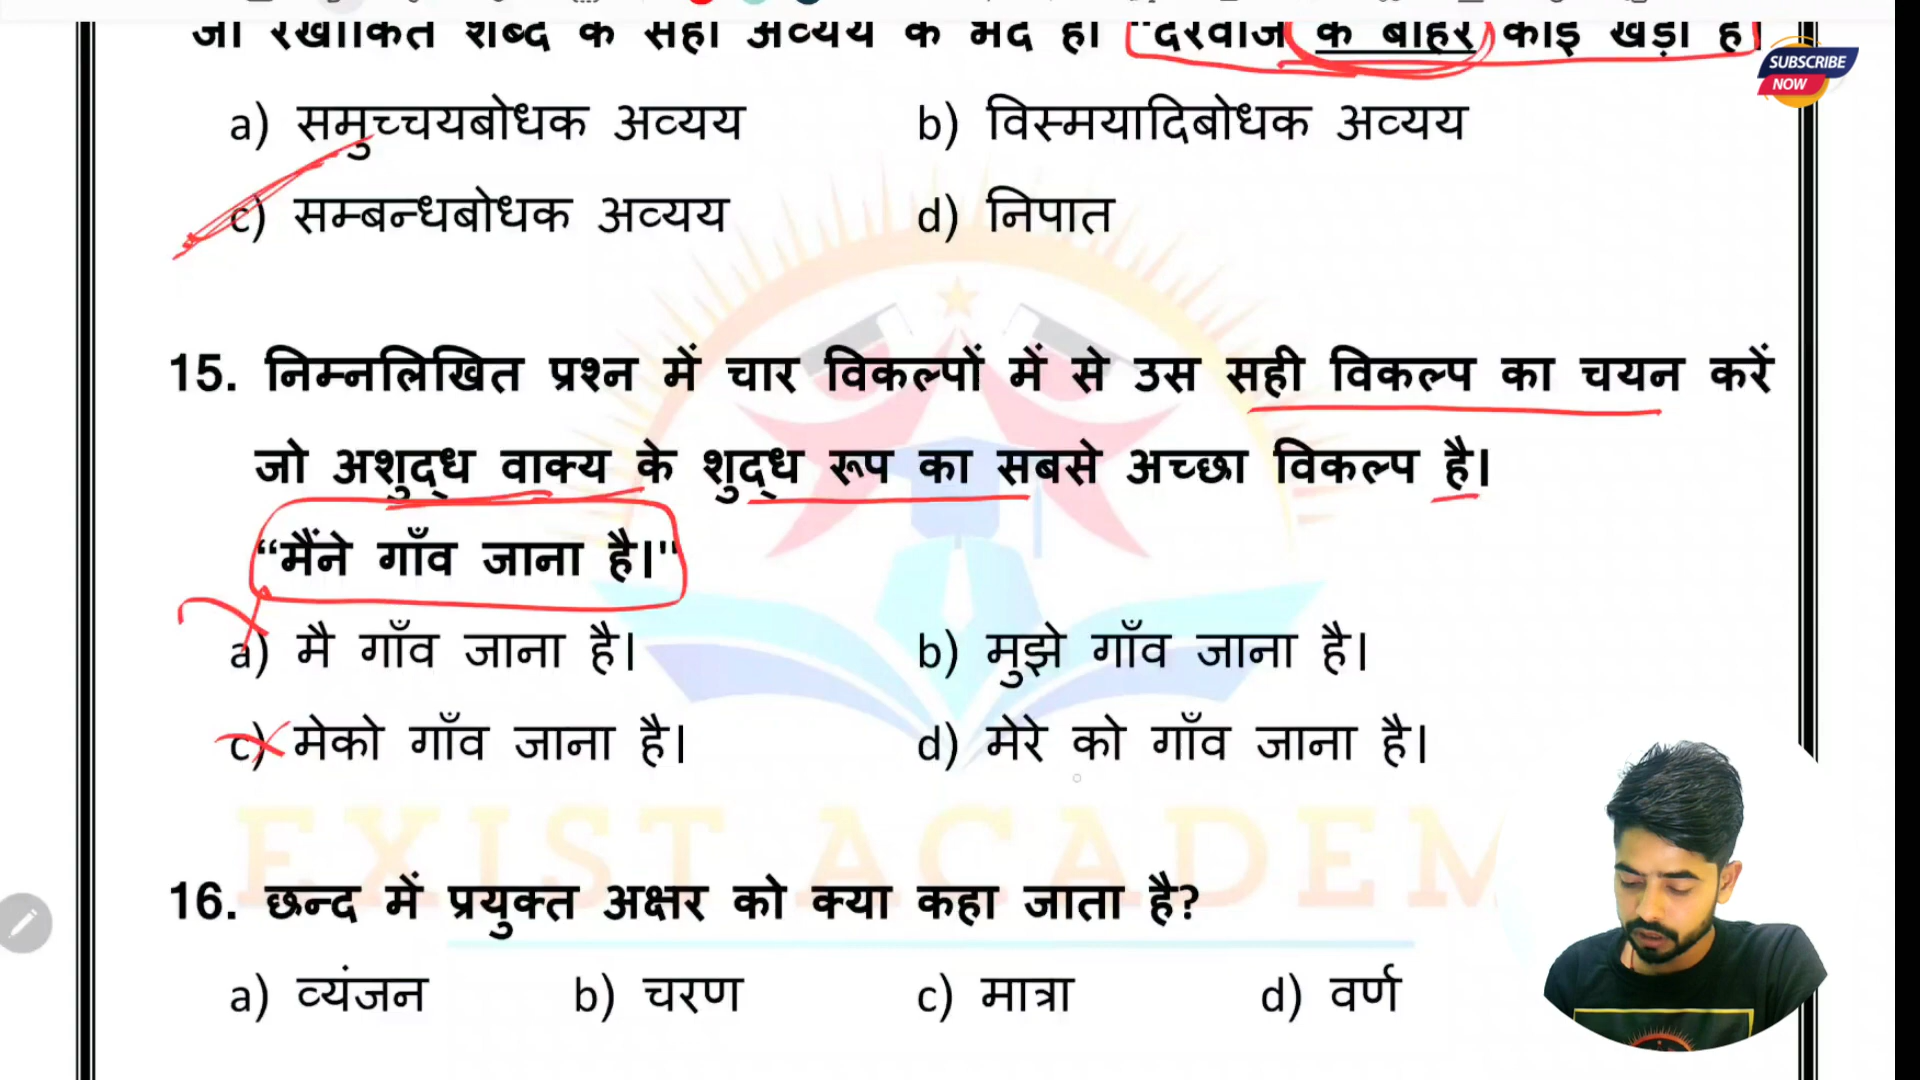 जो रेखांकित शब्द के सही अव्यय के भेद हो। "दरवाजे के बाहर कोई खड़ा है।
SUBSCRIBE
NOW
a) समुच्चयबोधक अव्यय b) विस्मयादिबोधक अव्यय
c) सम्बन्धबोधक अव्यय d) निपात
15. निम्नलिखित प्रश्न में चार विकल्पों में से उस सही विकल्प का चयन करें
जो अशुद्ध वाक्य के शुद्ध रूप का सबसे अच्छा विकल्प है।
“मैंने गाँव जाना है।"
a) मै गाँव जाना है। b) मुझे गाँव जाना है।
c) मेको गाँव जाना है। d) मेरे को गाँव जाना है।
EXIST ACADEM
16. छन्द में प्रयुक्त अक्षर को क्या कहा जाता है?
a) व्यंजन b) चरण c) मात्रा d) वर्ण